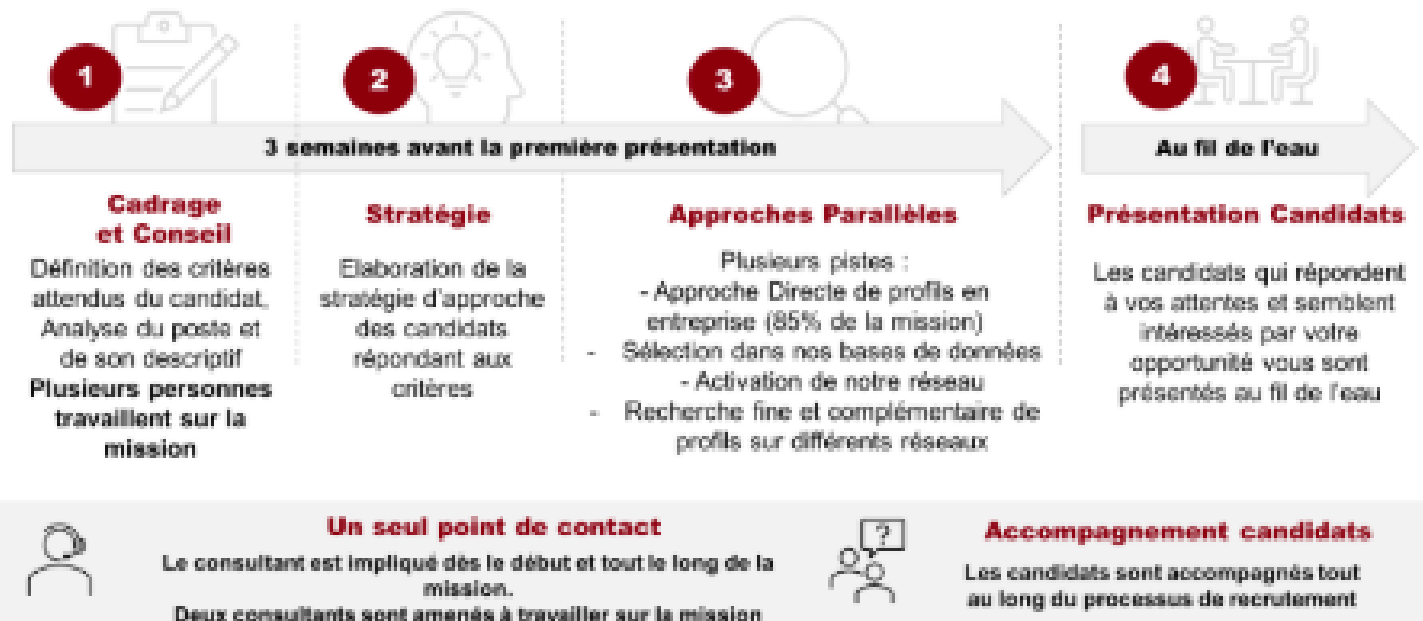 1
2
3
4
3 semaines avant la première présentation
Au fil de l'eau
Cadrage
et Conseil
Définition des critères
attendus du candidat,
Analyse du poste et
de son descriptif
Plusieurs personnes
travaillent sur la
mission
Stratégie
Elaboration de la
stratégie d'approche
des candidats
répondant aux
critères
Approches Parallèles
Plusieurs pistes :
- Approche Directe de profils en
entreprise (85% de la mission)
- Sélection dans nos bases de données
- Activation de notre réseau
- Recherche fine et complémentaire de
profils sur différents réseaux
Présentation Candidats
Les candidats qui répondent
à vos attentes et semblent
intéressés par votre
opportunité vous sont
présentés au fil de l'eau
Un seul point de contact
Le consultant est impliqué dès le début et tout le long de la
mission.
Deux consultants sont amenés à travailler sur la mission
?
Accompagnement candidats
Les candidats sont accompagnés tout
au long du processus de recrutement